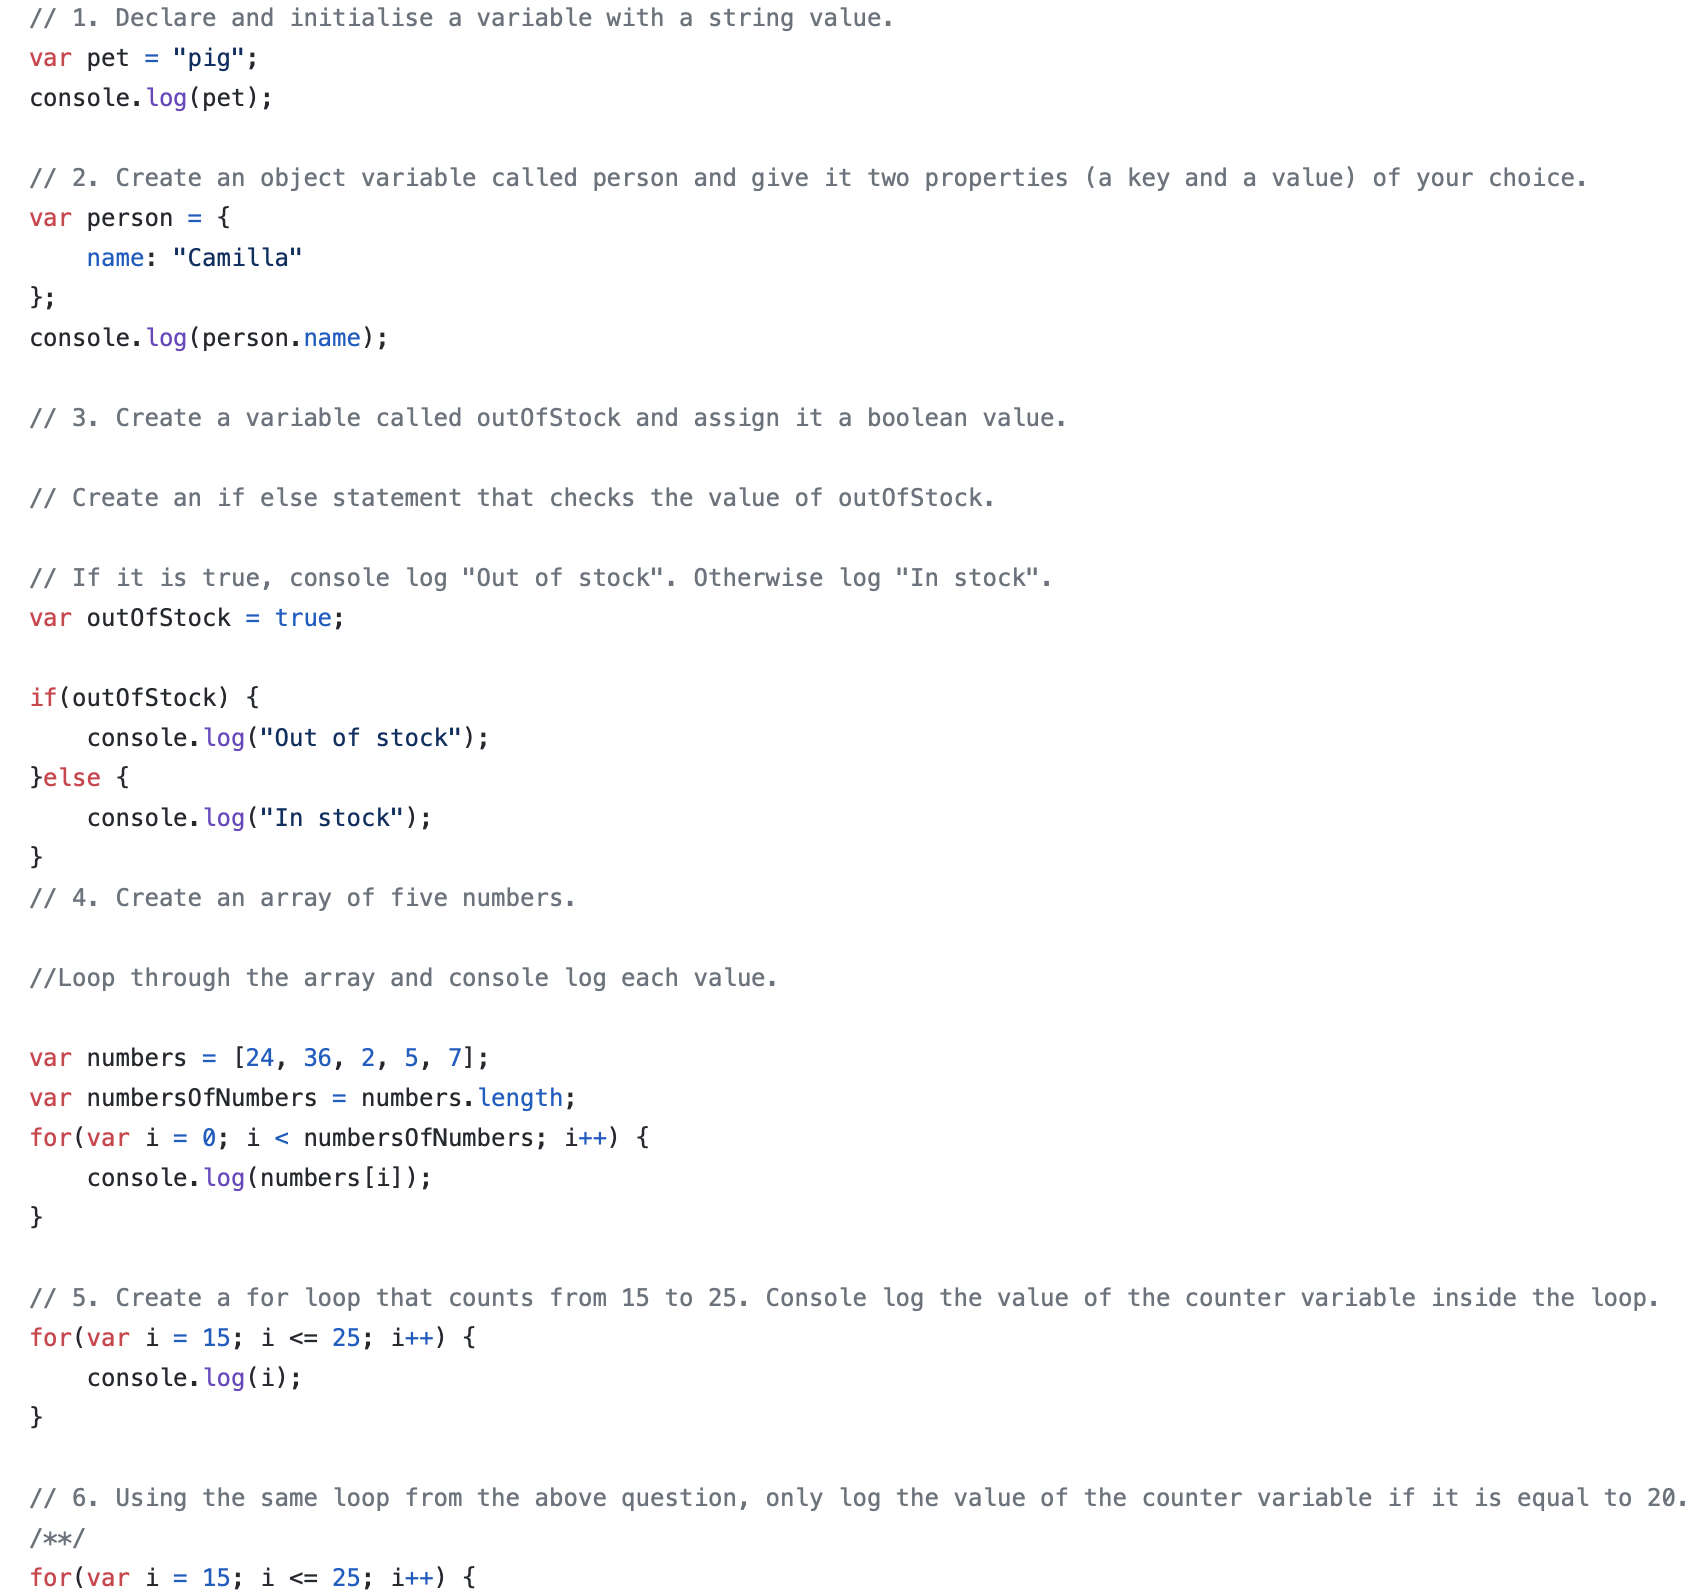 // 1. Declare and initialise a variable with a string value.
var pet = "pig";
console.log(pet);
// 2. Create an object variable called person and give it two properties (a key and a value) of your choice.
var person = {
    name: "Camilla"
};
console.log(person.name);
// 3. Create a variable called outOfStock and assign it a boolean value.
// Create an if else statement that checks the value of outOfStock.
// If it is true, console log "Out of stock". Otherwise log "In stock".
var outOfStock = true;
if(outOfStock) {
    console.log("Out of stock");
}else {
    console.log("In stock");
}
// 4. Create an array of five numbers.
//Loop through the array and console log each value.
var numbers = [24, 36, 2, 5, 7];
var numbersOfNumbers = numbers.length;
for(var i = 0; i < numbersOfNumbers; i++) {
    console.log(numbers[i]);
}
// 5. Create a for loop that counts from 15 to 25. Console log the value of the counter variable inside the loop.
for(var i = 15; i <= 25; i++) {
    console.log(i);
}
// 6. Using the same loop from the above question, only log the value of the counter variable if it is equal to 20.
/**/
for(var i = 15; i <= 25; i++) {